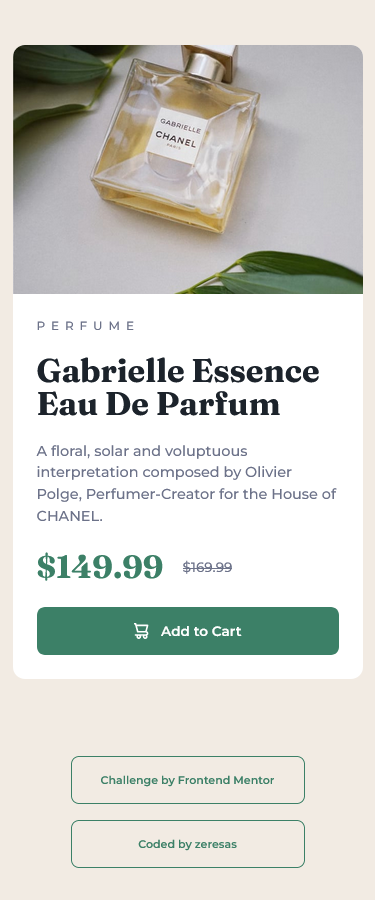 GABRIELLE
CHANEL
PARIS
PERFUME
Gabrielle Essence
Eau De Parfum
A floral, solar and voluptuous
interpretation composed by Olivier
Polge, Perfumer-Creator for the House of
CHANEL.
$149.99 $169.99
Add to Cart
Challenge by Frontend Mentor
Coded by zeresas